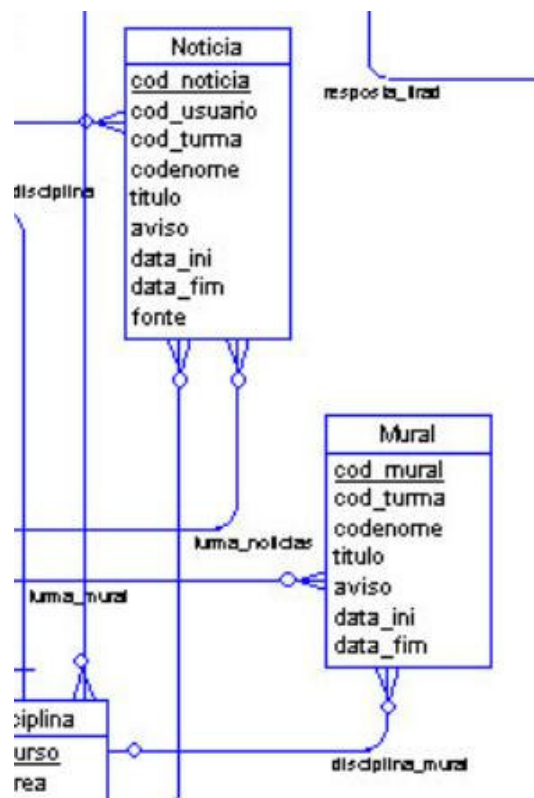 Noticia
cod_noticia
cod_usuario
cod_turma
codenome
titulo
aviso
data_ini
data_fim
fonte
resposta_tirad
disciplina
Mural
cod_mural
cod_turma
codenome
titulo
aviso
data_ini
data_fim
turma_noticias
turma_mural
ciplina
urso
rea
disciplina_mural